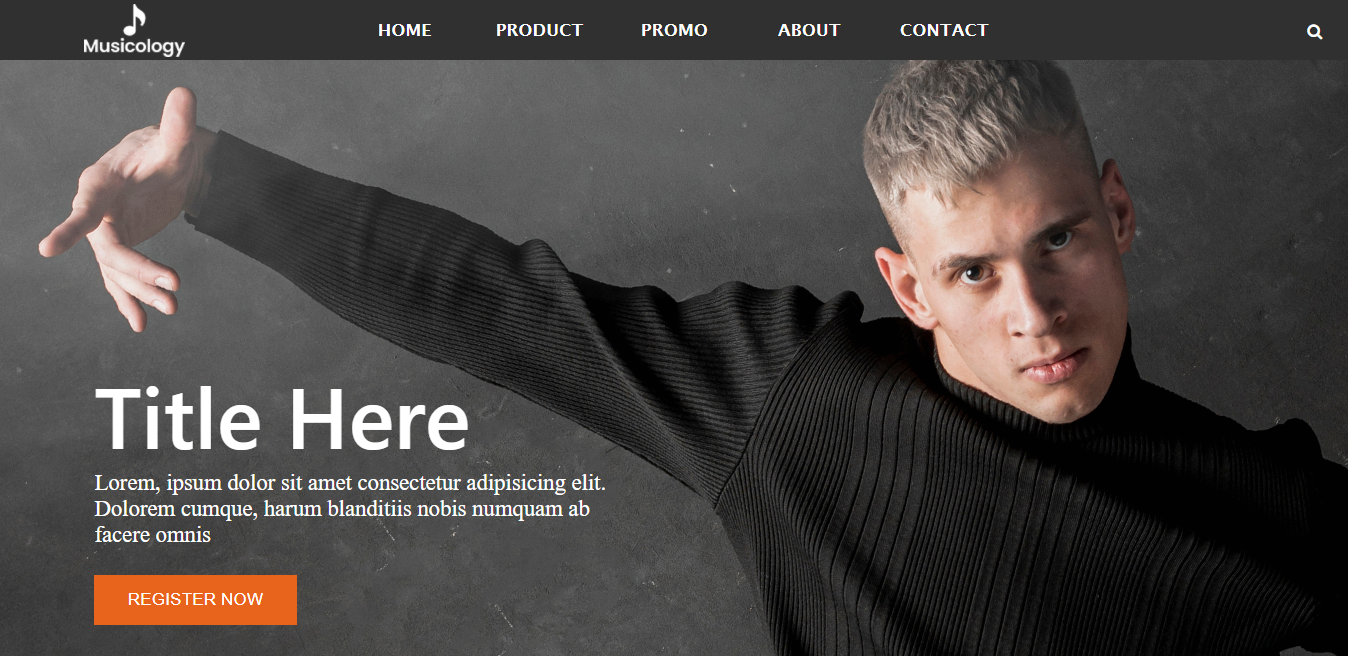 Musicology
HOME PRODUCT PROMO ABOUT CONTACT
Title Here
Lorem, ipsum dolor sit amet consectetur adipisicing elit.
Dolorem cumque, harum blanditiis nobis numquam ab
facere omnis
REGISTER NOW